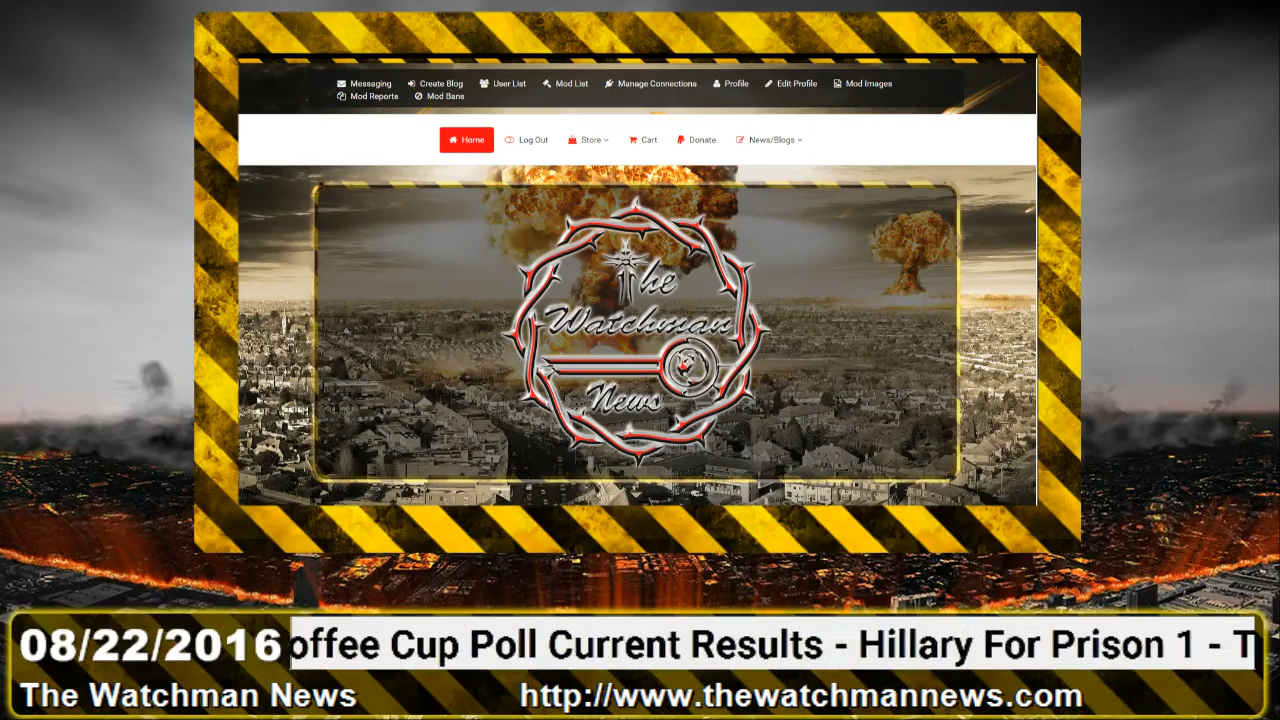 Messaging Create Blog User List Mod List Manage Connections Profile Edit Profile Mod Images
Mod Reports Mod Bans
Home Log Out Store Cart Donate News/Blogs
The
Watchman
News
08/22/2016 offee Cup Poll Current Results - Hillary For Prison 1 - T
The Watchman News http://www.thewatchmannews.com